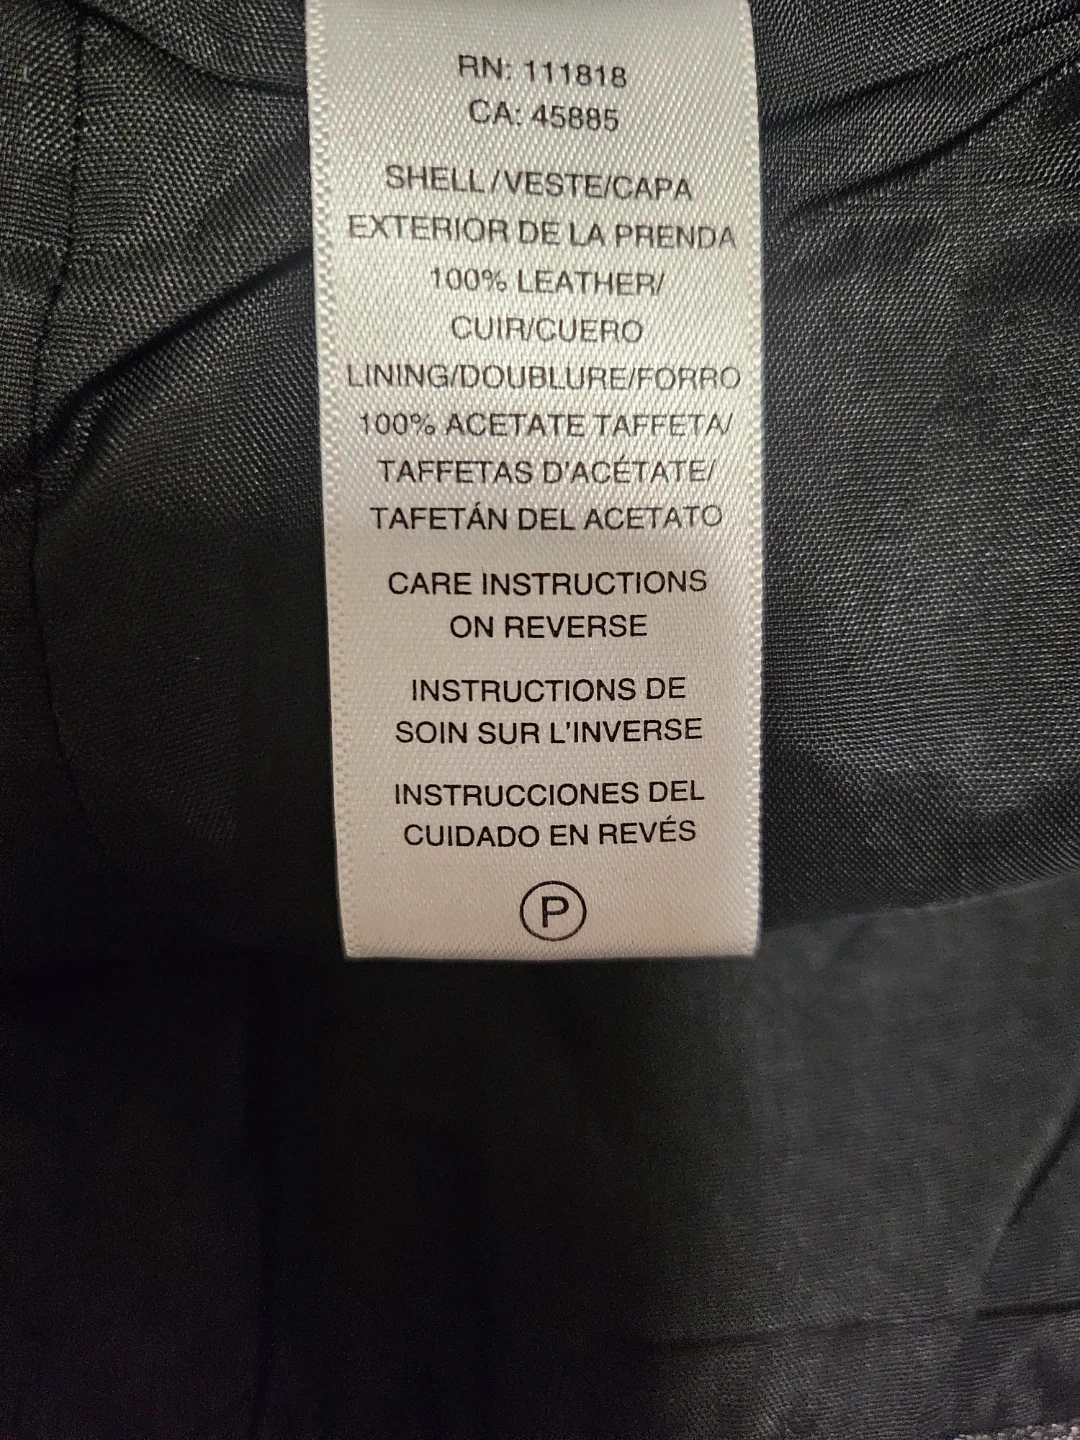 RN: 111818
CA: 45885
SHELL/VESTE/CAPA
EXTERIOR DE LA PRENDA
100% LEATHER/
CUIR/CUERO
LINING/DOUBLURE/FORRO
100% ACETATE TAFFETA/
TAFFETAS D'ACÉTATE/
TAFETÁN DEL ACETATO
CARE INSTRUCTIONS
ON REVERSE
INSTRUCTIONS DE
SOIN SUR L'INVERSE
INSTRUCCIONES DEL
CUIDADO EN REVÉS
P